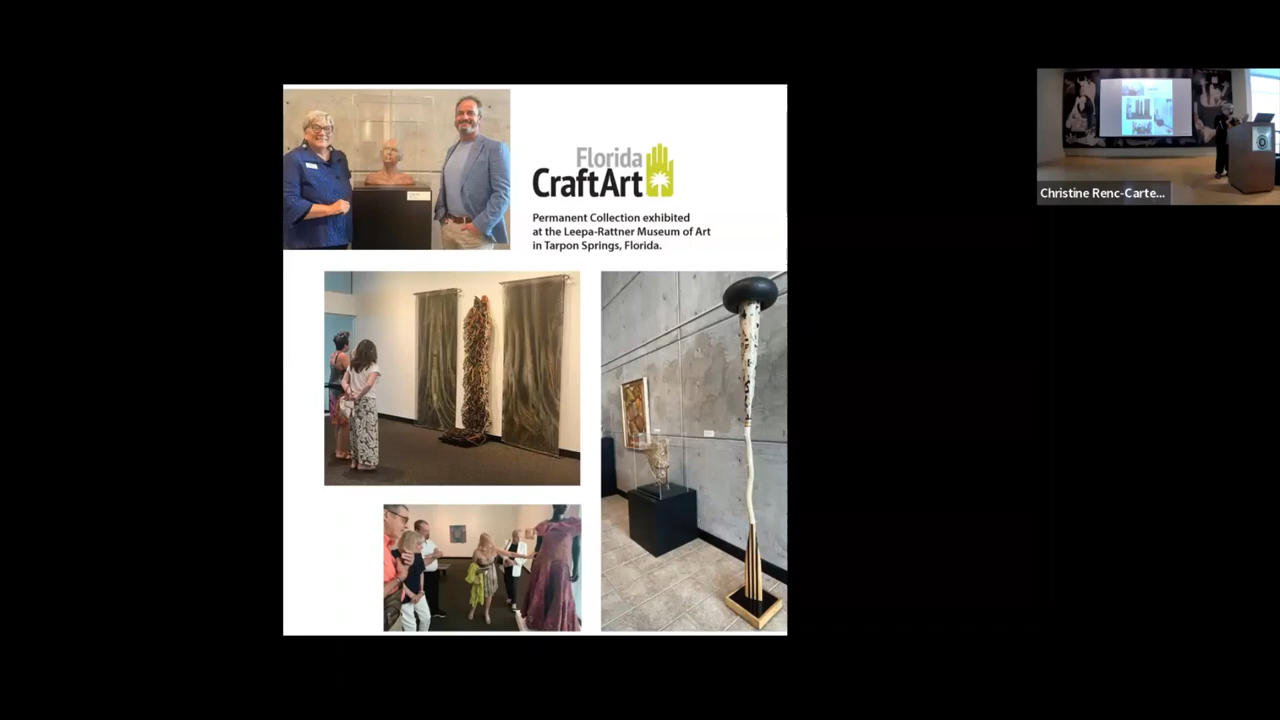 Florida
CraftArt
Permanent Collection exhibited
at the Leepa-Rattner Museum of Art
in Tarpon Springs, Florida.
Christine Renc-Carte...